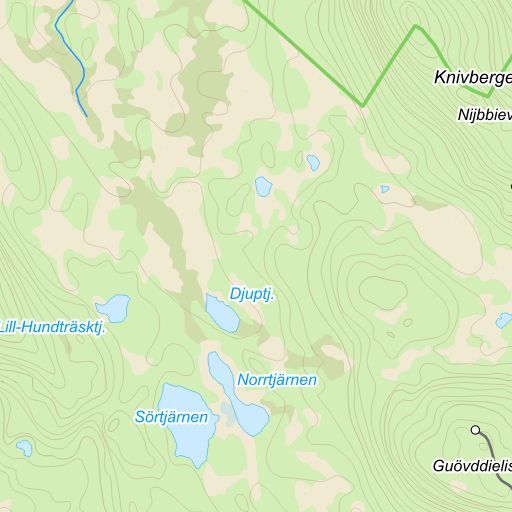 Knivberge
Nijbbiev
Djuptj.
Lill-Hundträsktj.
Norrtjärnen
Sörtjärnen
Guövddielis